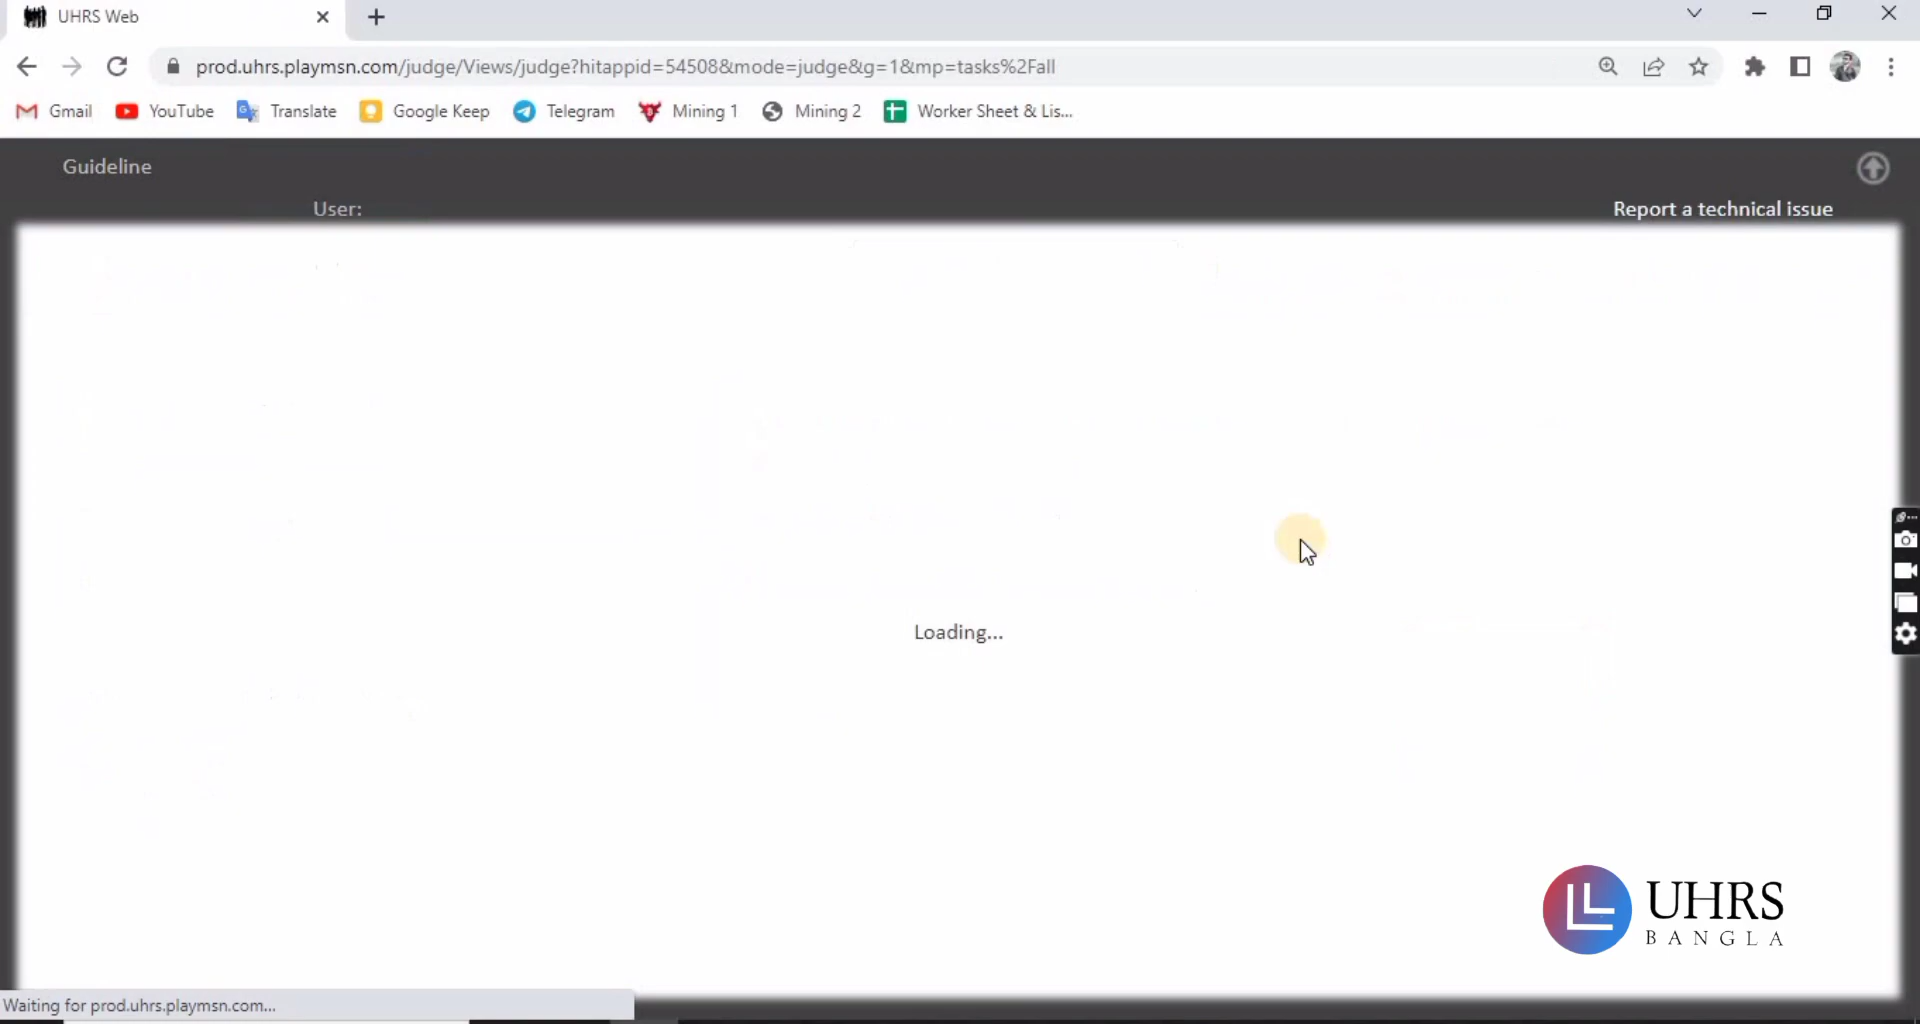 UHRS Web
prod.uhrs.playmsn.com/judge/Views/judge?hitappid=54508&mode=judge&g=1&mp=tasks%2Fall
Gmail YouTube Translate Google Keep Telegram Mining 1 Mining 2 Worker Sheet & Lis...
Guideline
User: Report a technical issue
Loading...
UHRS
BANGLA
Waiting for prod.uhrs.playmsn.com...